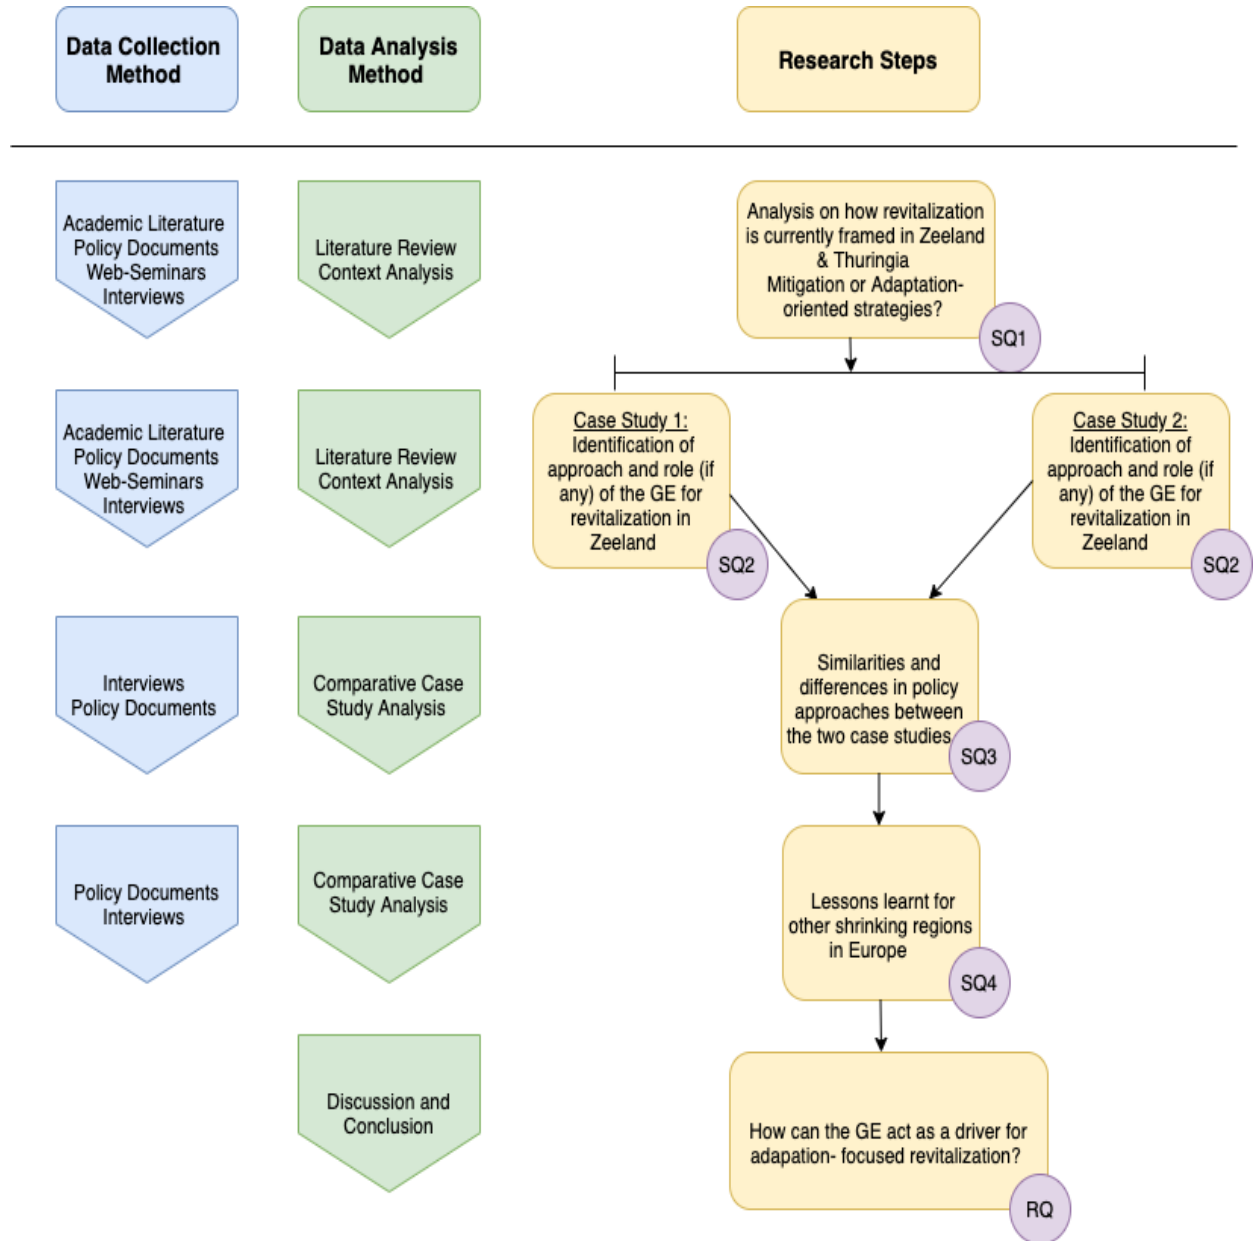 Data Collection
Method
Data Analysis
Method
Research Steps
Academic Literature
Policy Documents
Web-Seminars
Interviews
Literature Review
Context Analysis
Analysis on how revitalization
is currently framed in Zeeland
& Thuringia
Mitigation or Adaptation-
oriented strategies?
SQ1
Academic Literature
Policy Documents
Web-Seminars
Interviews
Literature Review
Context Analysis
Case Study 1:
Identification of
approach and role (if
any) of the GE for
revitalization in
Zeeland
SQ2
Case Study 2:
Identification of
approach and role (if
any) of the GE for
revitalization in
Zeeland
SQ2
Interviews
Policy Documents
Comparative Case
Study Analysis
Similarities and
differences in policy
approaches between
the two case studies
SQ3
Policy Documents
Interviews
Comparative Case
Study Analysis
Lessons learnt for
other shrinking regions
in Europe
SQ4
Discussion and
Conclusion
How can the GE act as a driver for
adapation- focused revitalization?
RQ